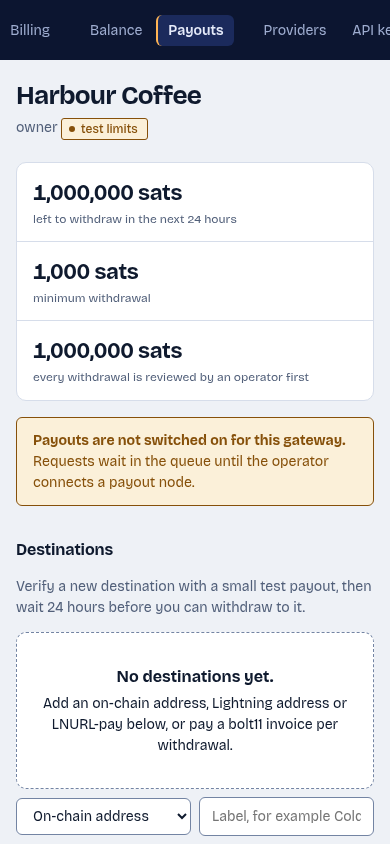 Billing Balance Payouts Providers API ke
Harbour Coffee
owner test limits
1,000,000 sats
left to withdraw in the next 24 hours
1,000 sats
minimum withdrawal
1,000,000 sats
every withdrawal is reviewed by an operator first
Payouts are not switched on for this gateway.
Requests wait in the queue until the operator
connects a payout node.
Destinations
Verify a new destination with a small test payout, then
wait 24 hours before you can withdraw to it.
No destinations yet.
Add an on-chain address, Lightning address or
LNURL-pay below, or pay a bolt11 invoice per
withdrawal.
On-chain address Label, for example Colc